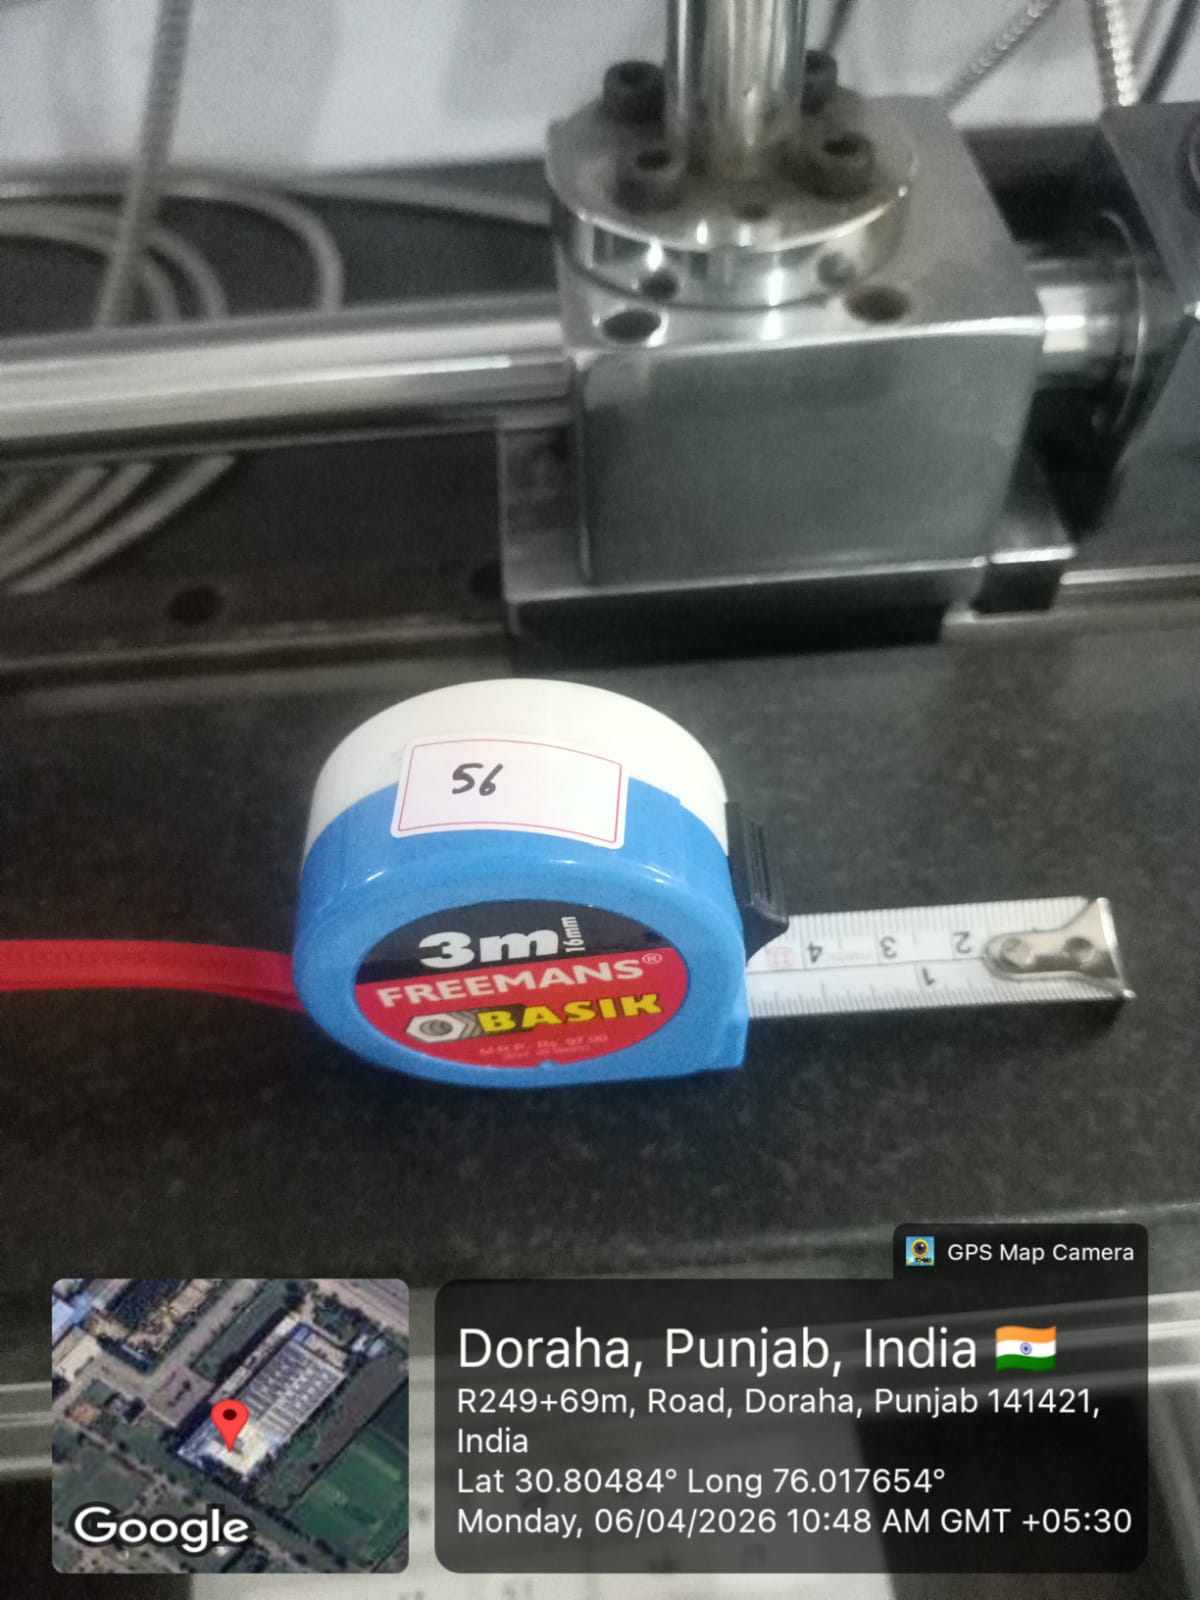 56
3m
16mm
FREEMANS®
BASIK
4 3 2
1
GPS Map Camera
Doraha, Punjab, India
R249+69m, Road, Doraha, Punjab 141421,
India
Lat 30.80484° Long 76.017654°
Monday, 06/04/2026 10:48 AM GMT +05:30
Google